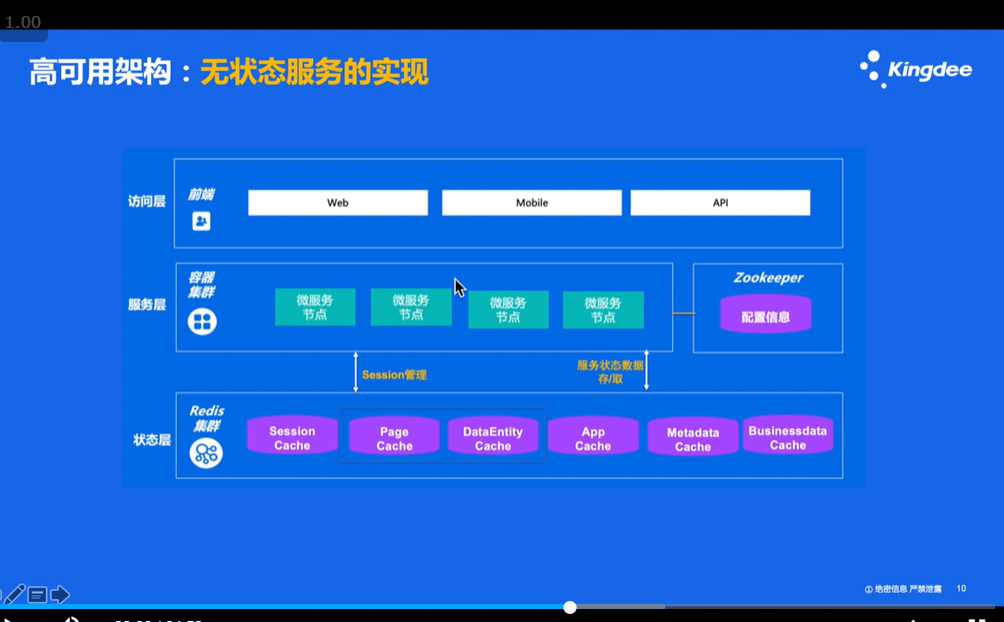 1.00
高可用架构：无状态服务的实现
Kingdee
访问层
前端
Web
Mobile
API
服务层
容器
集群
微服务
节点
微服务
节点
微服务
节点
微服务
节点
Zookeeper
配置信息
Session管理
服务状态数据
存/取
状态层
Redis
集群
Session
Cache
Page
Cache
DataEntity
Cache
App
Cache
Metadata
Cache
Businessdata
Cache
① 绝密信息 严禁泄露
10